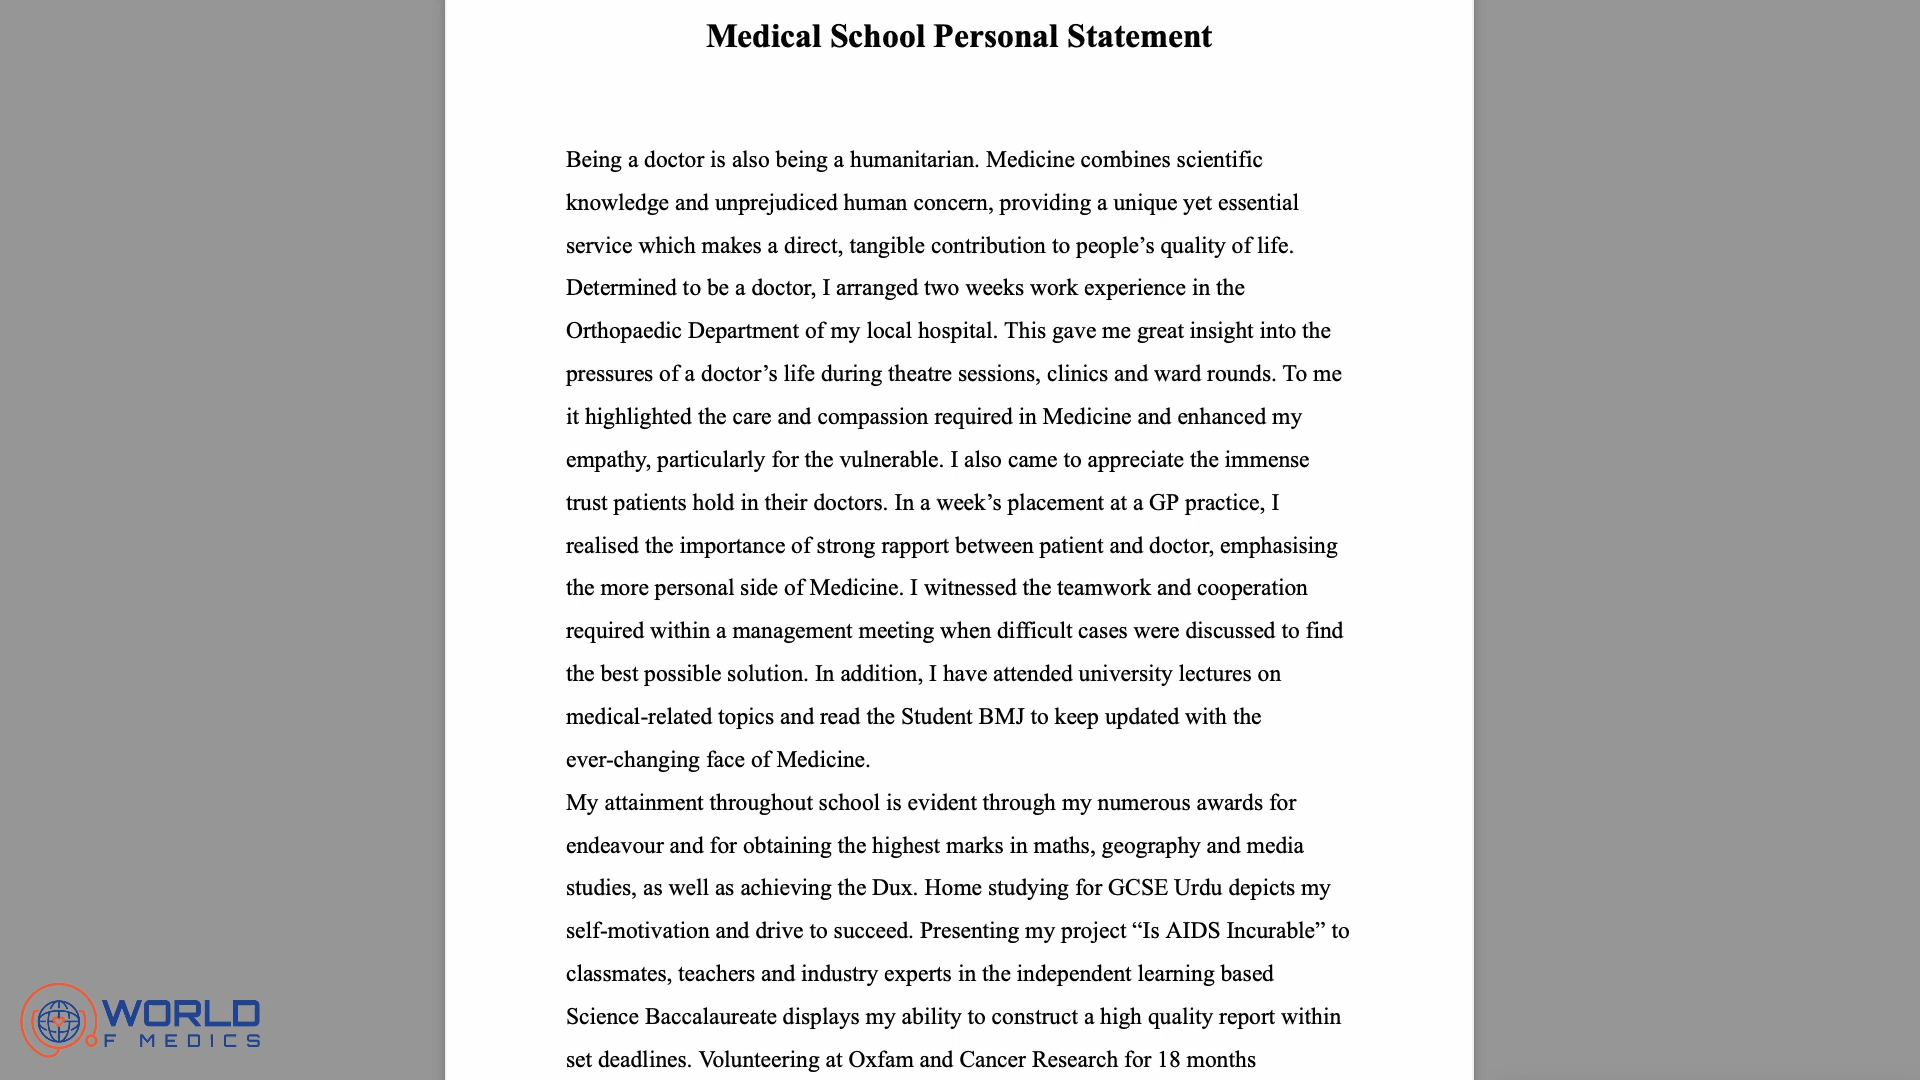 Medical School Personal Statement
Being a doctor is also being a humanitarian. Medicine combines scientific
knowledge and unprejudiced human concern, providing a unique yet essential
service which makes a direct, tangible contribution to people’s quality of life.
Determined to be a doctor, I arranged two weeks work experience in the
Orthopaedic Department of my local hospital. This gave me great insight into the
pressures of a doctor’s life during theatre sessions, clinics and ward rounds. To me
it highlighted the care and compassion required in Medicine and enhanced my
empathy, particularly for the vulnerable. I also came to appreciate the immense
trust patients hold in their doctors. In a week’s placement at a GP practice, I
realised the importance of strong rapport between patient and doctor, emphasising
the more personal side of Medicine. I witnessed the teamwork and cooperation
required within a management meeting when difficult cases were discussed to find
the best possible solution. In addition, I have attended university lectures on
medical-related topics and read the Student BMJ to keep updated with the
ever-changing face of Medicine.
My attainment throughout school is evident through my numerous awards for
endeavour and for obtaining the highest marks in maths, geography and media
studies, as well as achieving the Dux. Home studying for GCSE Urdu depicts my
self-motivation and drive to succeed. Presenting my project “Is AIDS Incurable” to
classmates, teachers and industry experts in the independent learning based
Science Baccalaureate displays my ability to construct a high quality report within
set deadlines. Volunteering at Oxfam and Cancer Research for 18 months
WORLD
OF MEDICS